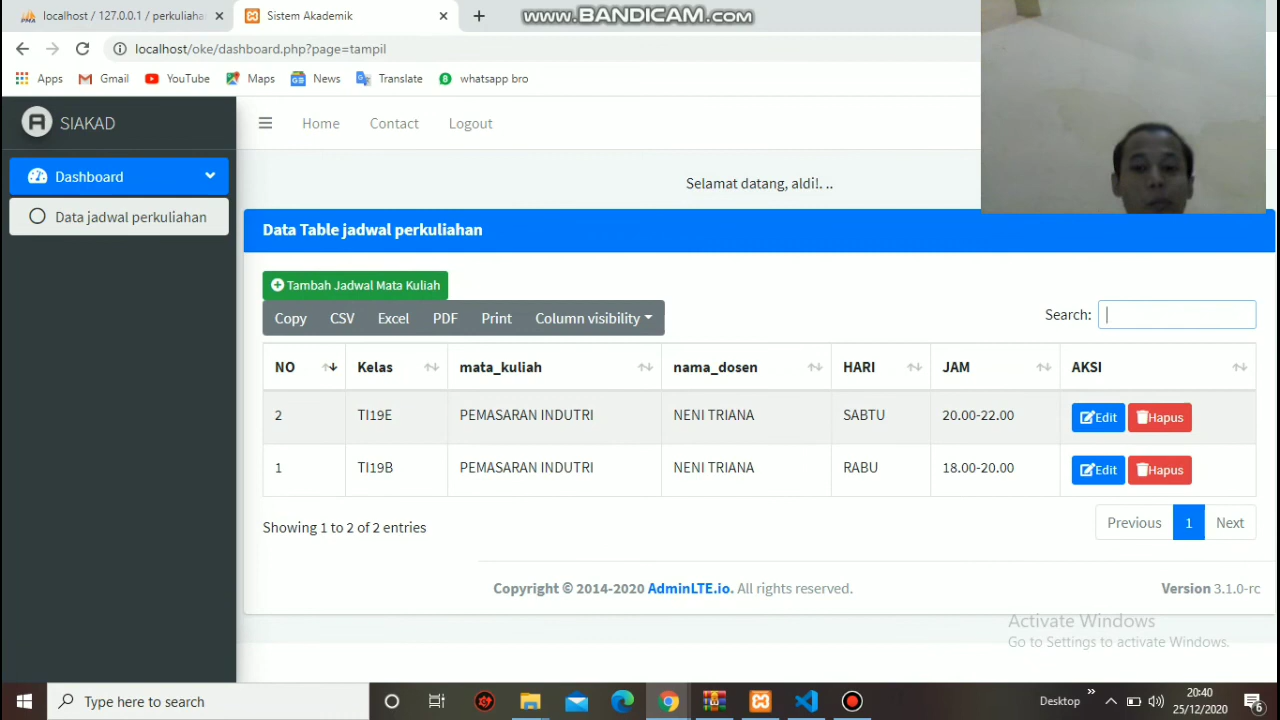 localhost / 127.0.0.1 / perkuliaha
Sistem Akademik
www.BANDICAM.com
localhost/oke/dashboard.php?page=tampil
Apps
Gmail
YouTube
Maps
News
Translate
whatsapp bro
SIAKAD
Home
Contact
Logout
Dashboard
Data jadwal perkuliahan
Selamat datang, aldi!. ..
Data Table jadwal perkuliahan
Tambah Jadwal Mata Kuliah
Copy CSV Excel PDF Print Column visibility
Search:
NO Kelas mata_kuliah nama_dosen HARI JAM AKSI
2 TI19E PEMASARAN INDUTRI NENI TRIANA SABTU 20.00-22.00 Edit Hapus
1 TI19B PEMASARAN INDUTRI NENI TRIANA RABU 18.00-20.00 Edit Hapus
Showing 1 to 2 of 2 entries
Previous 1 Next
Copyright © 2014-2020 AdminLTE.io. All rights reserved.
Version 3.1.0-rc
Activate Windows
Go to Settings to activate Windows.
Type here to search
Desktop
20:40
25/12/2020
6